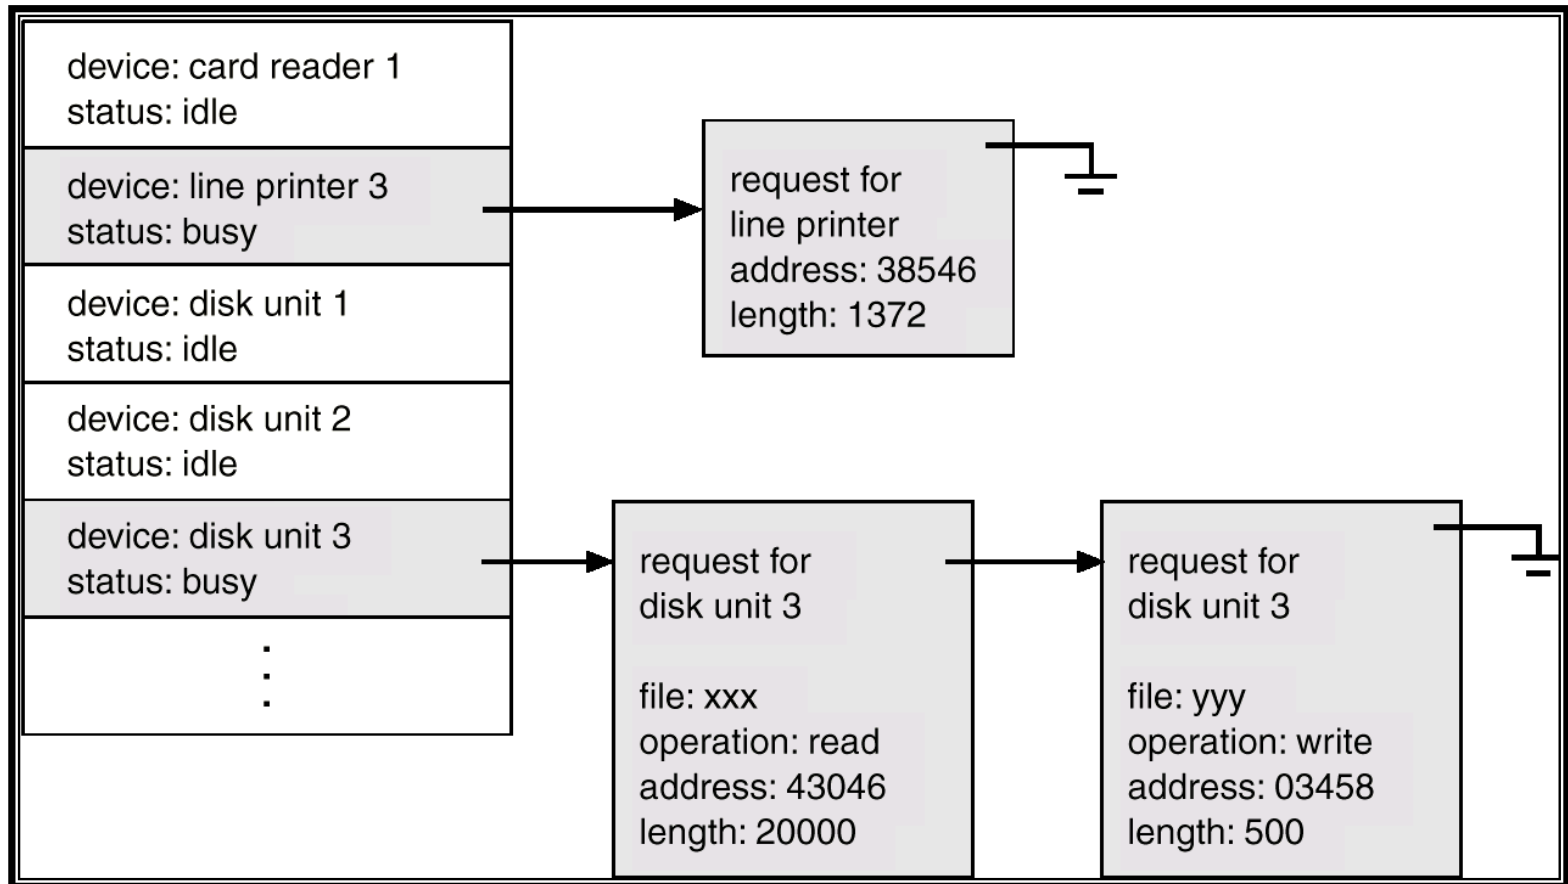 device: card reader 1
status: idle
device: line printer 3
status: busy
device: disk unit 1
status: idle
device: disk unit 2
status: idle
device: disk unit 3
status: busy
request for
line printer
address: 38546
length: 1372
request for
disk unit 3
file: xxx
operation: read
address: 43046
length: 20000
request for
disk unit 3
file: yyy
operation: write
address: 03458
length: 500